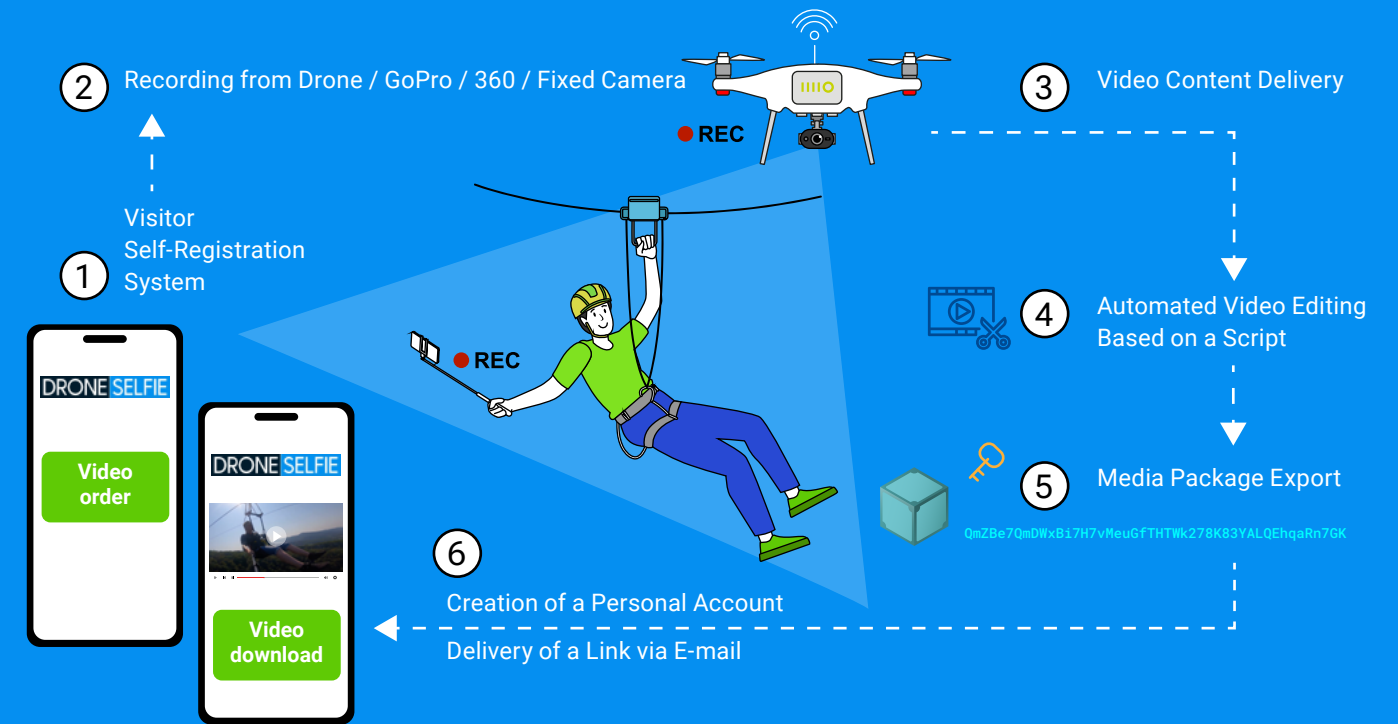 1
Visitor
Self-Registration
System
2
Recording from Drone / GoPro / 360 / Fixed Camera
REC
REC
3
Video Content Delivery
4
Automated Video Editing
Based on a Script
5
Media Package Export
QmZBe7QmDWxBi7H7vMeuGfTHTWk278K83YALQEhqaRn7GK
6
Creation of a Personal Account
Delivery of a Link via E-mail
DRONE SELFIE
Video
order
DRONE SELFIE
Video
download